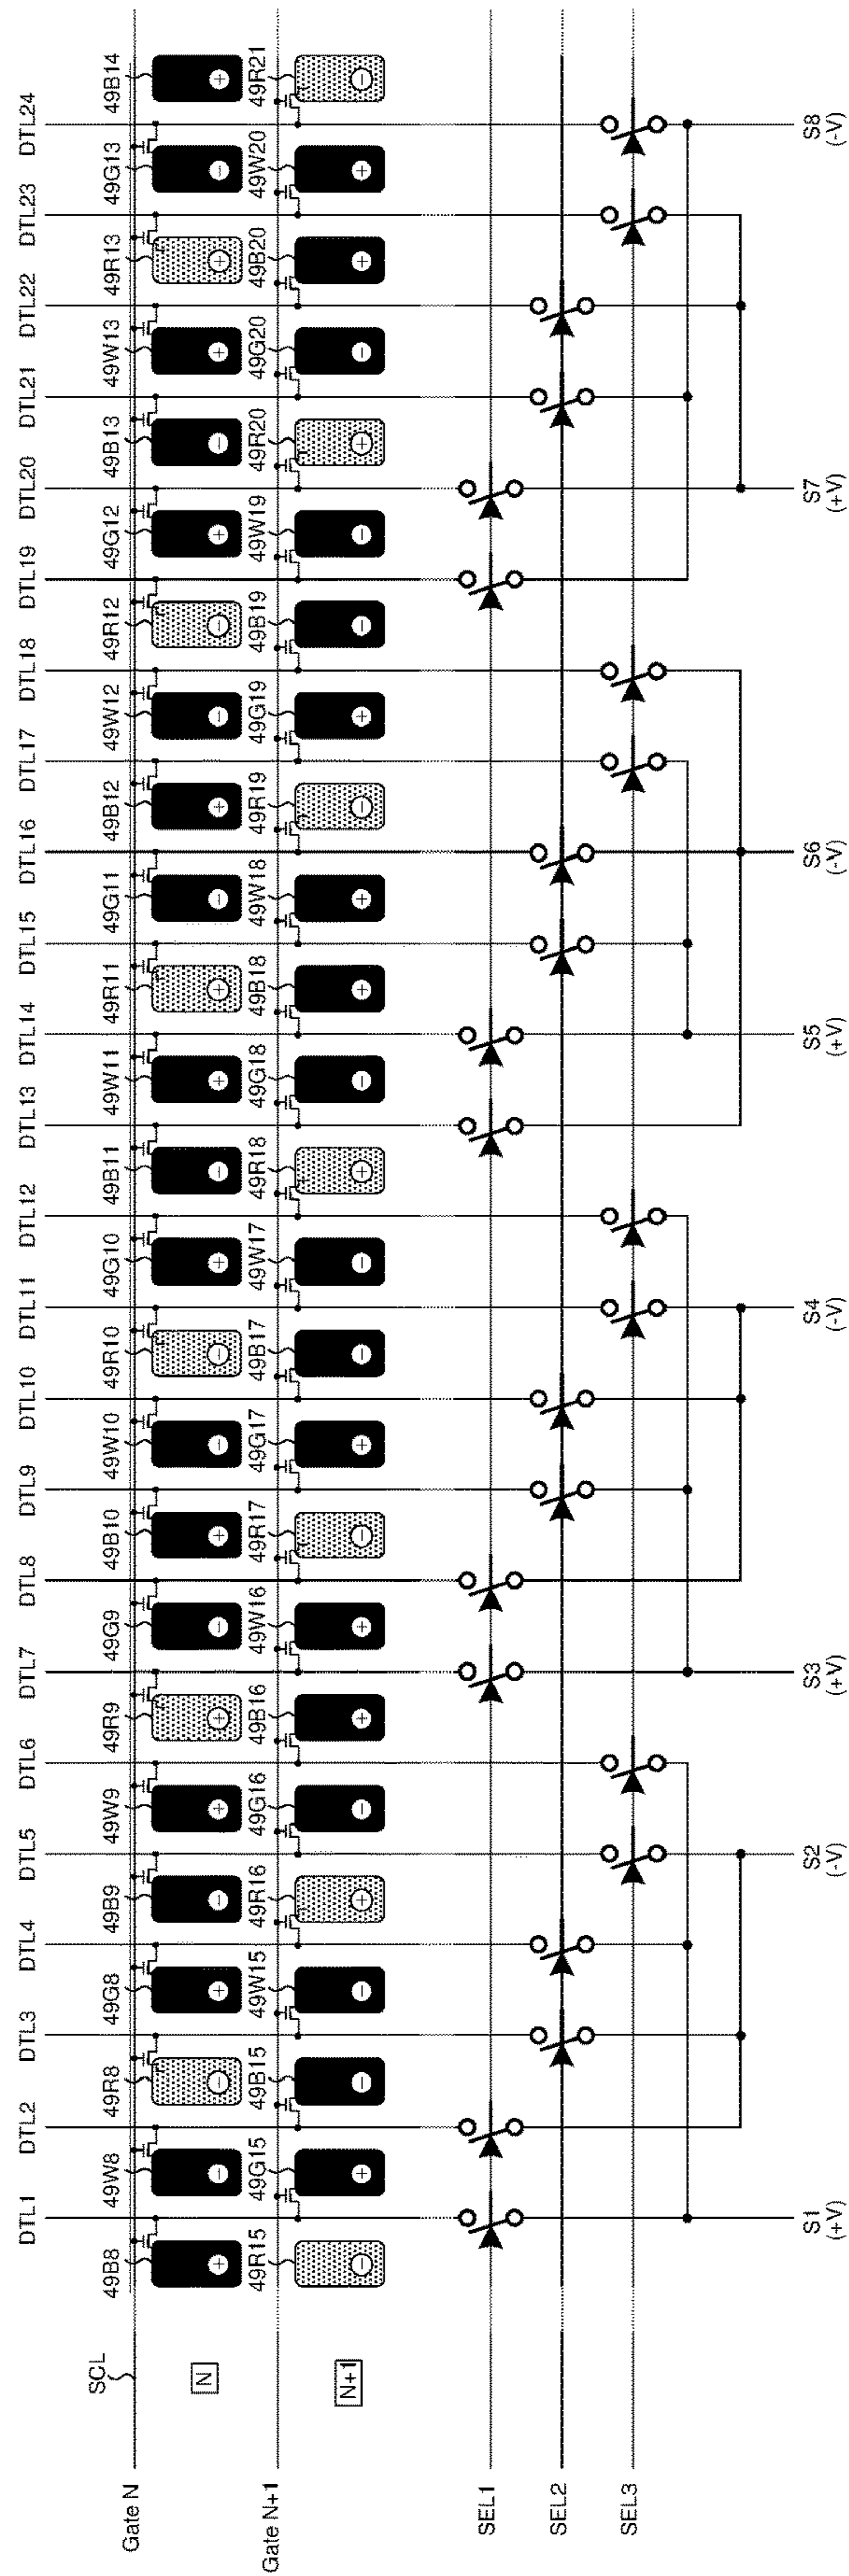 DTL1 DTL2 DTL3 DTL4 DTL5 DTL6 DTL7 DTL8 DTL9 DTL10 DTL11 DTL12 DTL13 DTL14 DTL15 DTL16 DTL17 DTL18 DTL19 DTL20 DTL21 DTL22 DTL23 DTL24
SCL 49B8 49W8 49R8 49G8 49B9 49W9 49R9 49G9 49B10 49W10 49R10 49G10 49B11 49W11 49R11 49G11 49B12 49W12 49R12 49G12 49B13 49W13 49R13 49G13 49B14
Gate N
N + − − + − + + − + − − + − + + − + − − + − + + − +
49R15 49G15 49B15 49W15 49R16 49G16 49B16 49W16 49R17 49G17 49B17 49W17 49R18 49G18 49B18 49W18 49R19 49G19 49B19 49W19 49R20 49G20 49B20 49W20 49R21
Gate N+1
N+1 − + − − + − + + − + − − + − + + − + − − + − + + −
SEL1
SEL2
SEL3
S1 S2 S3 S4 S5 S6 S7 S8
(+V) (-V) (+V) (-V) (+V) (-V) (+V) (-V)